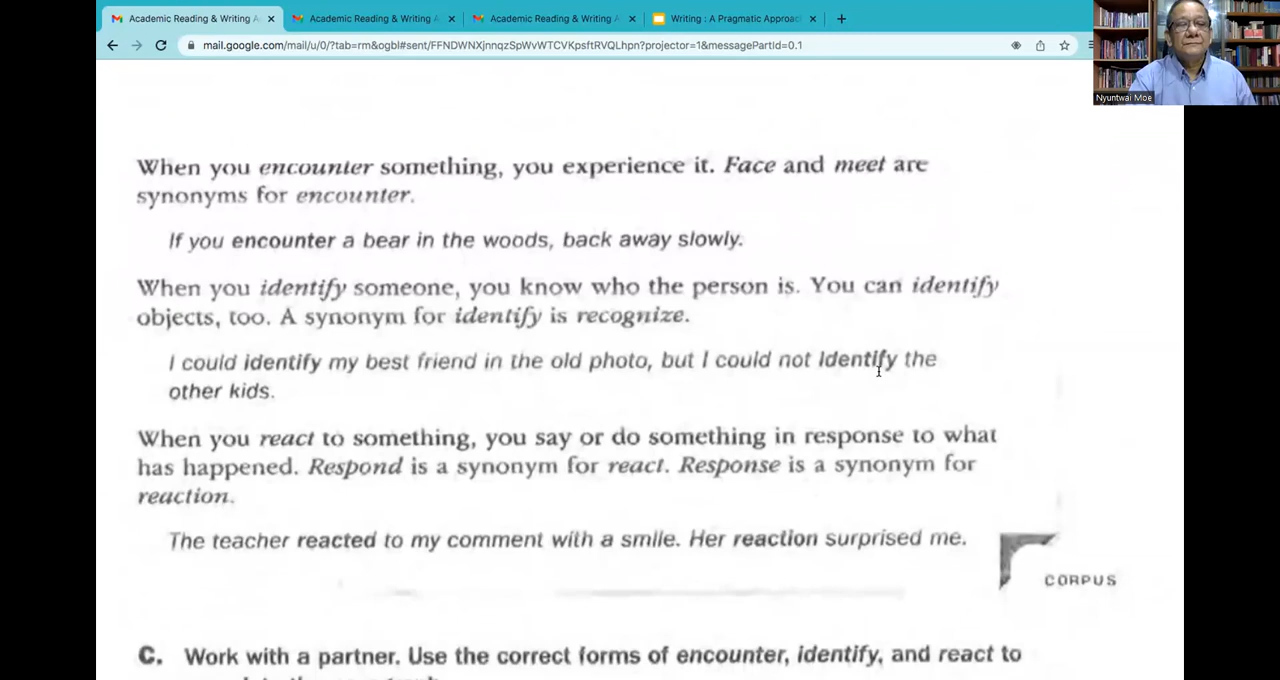 Academic Reading & Writing A
Academic Reading & Writing A
Academic Reading & Writing A
Writing : A Pragmatic Approac
mail.google.com/mail/u/0/?tab=rm&ogbl#sent/FFNDWNXjnnqzSpWvWTCVKpsftRVQLhpn?projector=1&messagePartId=0.1
Nyuntwai Moe
When you encounter something, you experience it. Face and meet are
synonyms for encounter.
If you encounter a bear in the woods, back away slowly.
When you identify someone, you know who the person is. You can identify
objects, too. A synonym for identify is recognize.
I could identify my best friend in the old photo, but I could not identify the
other kids.
When you react to something, you say or do something in response to what
has happened. Respond is a synonym for react. Response is a synonym for
reaction.
The teacher reacted to my comment with a smile. Her reaction surprised me.
CORPUS
C. Work with a partner. Use the correct forms of encounter, identify, and react to